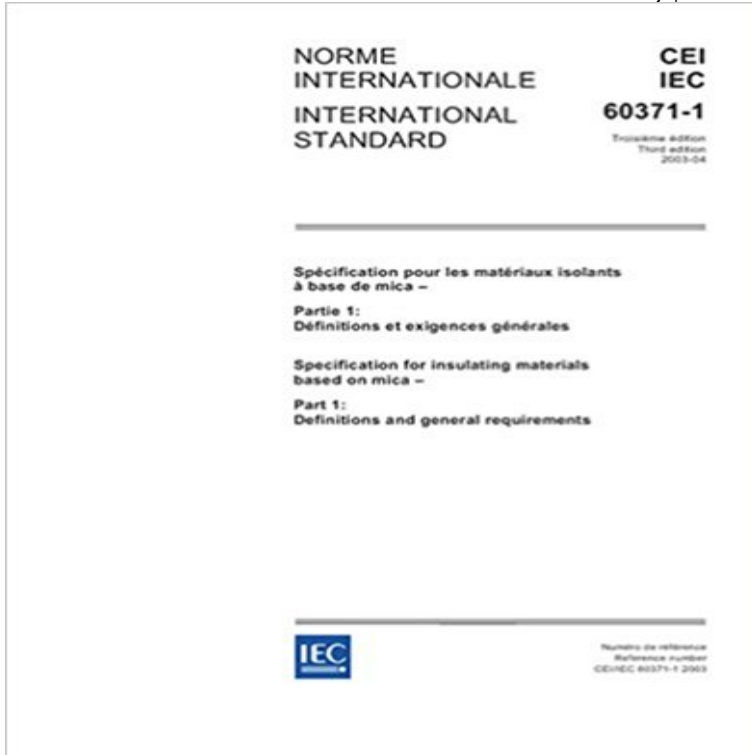 NORME
INTERNATIONALE
INTERNATIONAL
STANDARD
CEI
IEC
60371-1
Troisième édition
Third edition
2003-04
Spécification pour les matériaux isolants
à base de mica –
Partie 1:
Définitions et exigences générales
Specification for insulating materials
based on mica –
Part 1:
Definitions and general requirements
IEC
Numéro de référence
Reference number
CEI/IEC 60371-1:2003